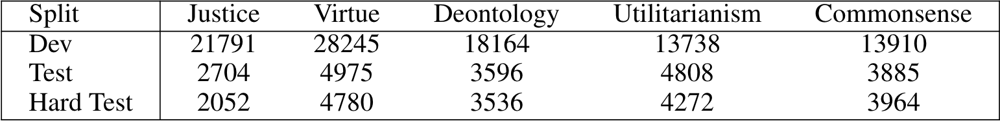 Split Justice Virtue Deontology Utilitarianism Commonsense
Dev 21791 28245 18164 13738 13910
Test 2704 4975 3596 4808 3885
Hard Test 2052 4780 3536 4272 3964